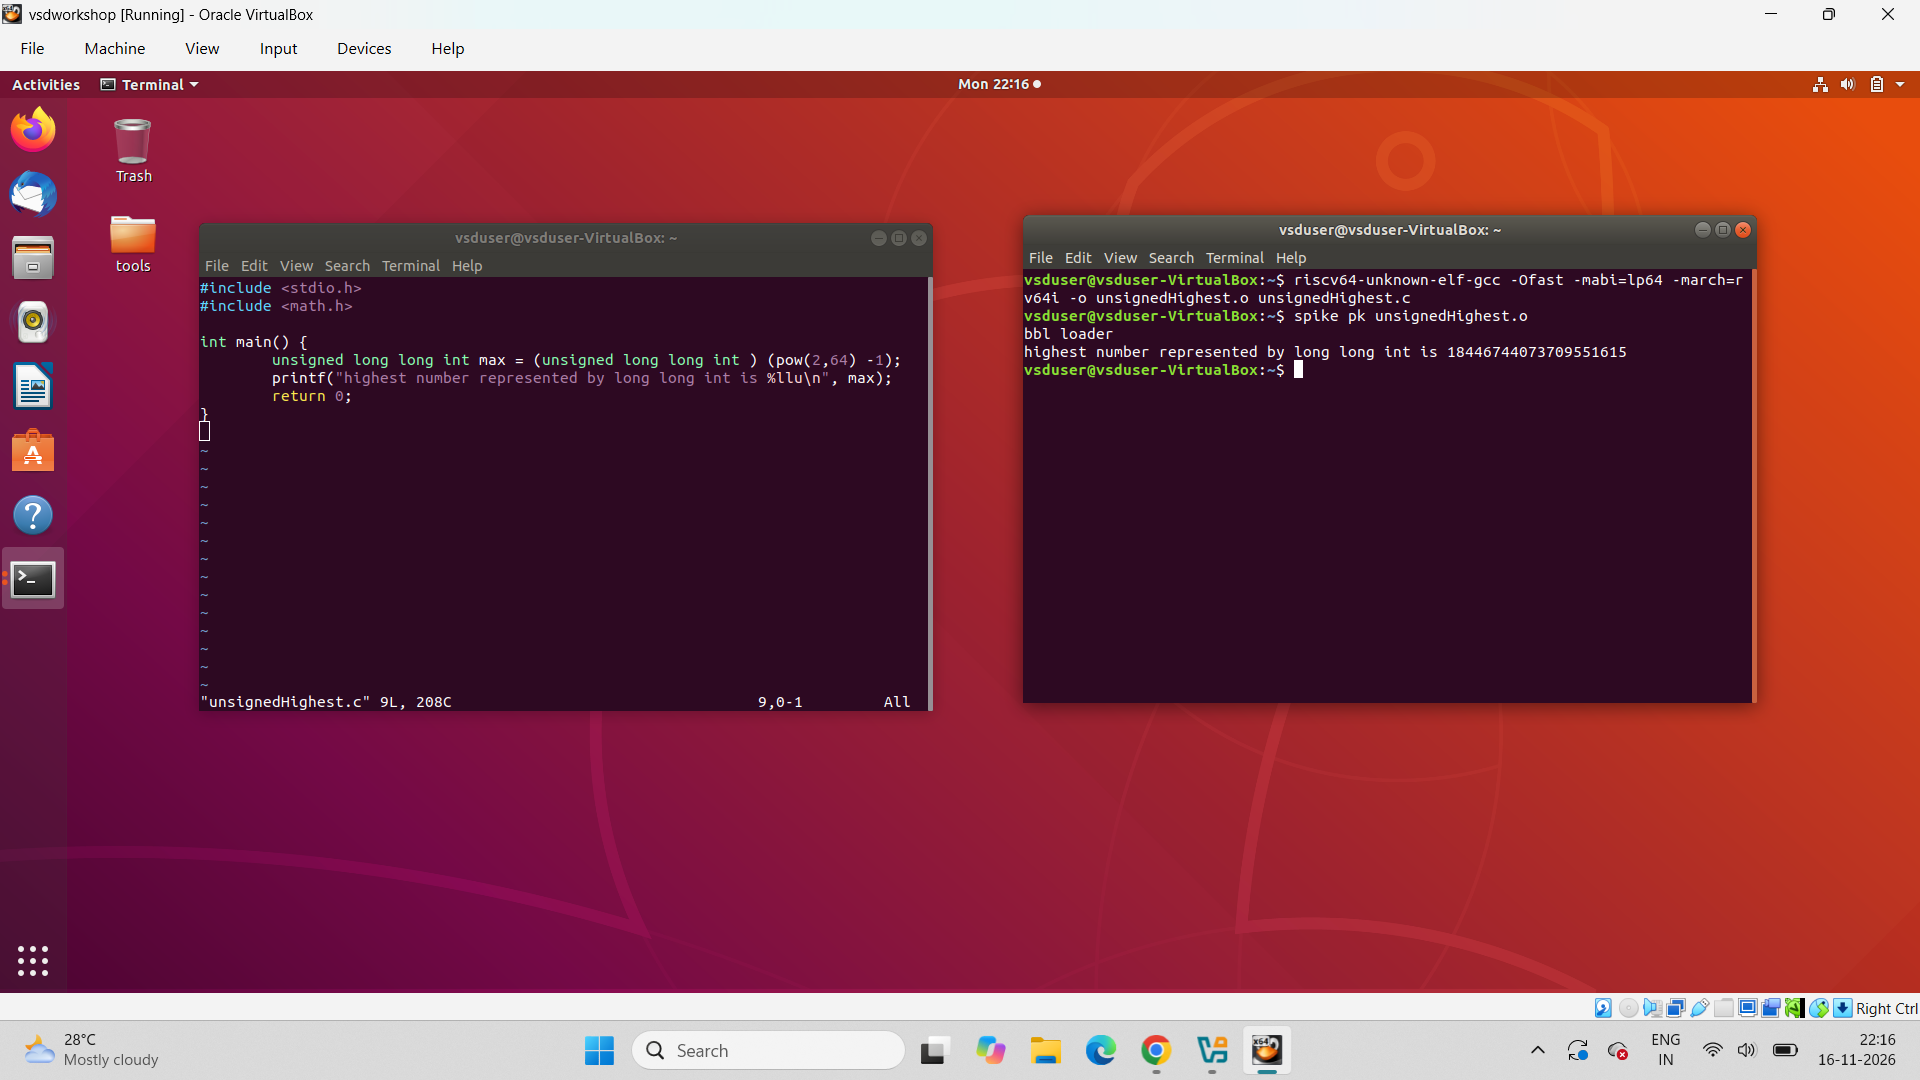 vsdworkshop [Running] - Oracle VirtualBox
File Machine View Input Devices Help
Activities Terminal Mon 22:16
Trash
tools
vsduser@vsduser-VirtualBox: ~
File Edit View Search Terminal Help
#include <stdio.h>
#include <math.h>
int main() {
unsigned long long int max = (unsigned long long int ) (pow(2,64) -1);
printf("highest number represented by long long int is %llu\n", max);
return 0;
}
~
~
~
~
~
~
~
~
~
~
~
~
~
~
"unsignedHighest.c" 9L, 208C 9,0-1 All
vsduser@vsduser-VirtualBox: ~
File Edit View Search Terminal Help
vsduser@vsduser-VirtualBox:~$ riscv64-unknown-elf-gcc -Ofast -mabi=lp64 -march=r
v64i -o unsignedHighest.o unsignedHighest.c
vsduser@vsduser-VirtualBox:~$ spike pk unsignedHighest.o
bbl loader
highest number represented by long long int is 18446744073709551615
vsduser@vsduser-VirtualBox:~$
Right Ctrl
28°C
Mostly cloudy
Search
ENG
IN
22:16
16-11-2026